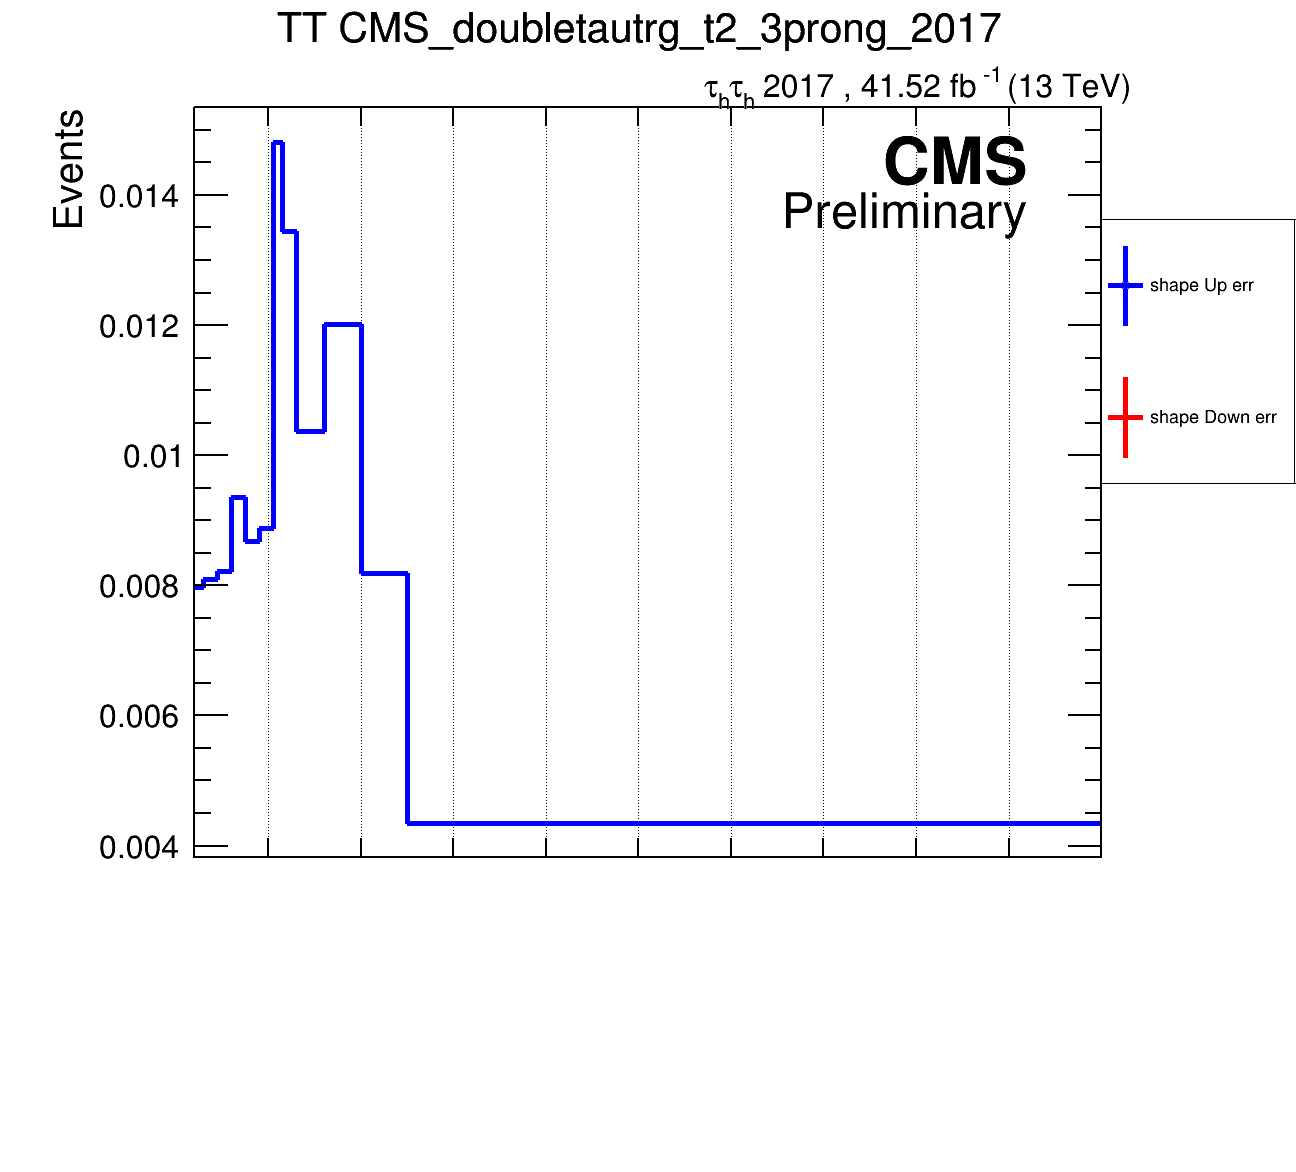 TT CMS_doubletautrg_t2_3prong_2017
τhτh 2017 , 41.52 fb -1 (13 TeV)
Events
CMS
Preliminary
0.014
0.012
0.01
0.008
0.006
0.004
shape Up err
shape Down err